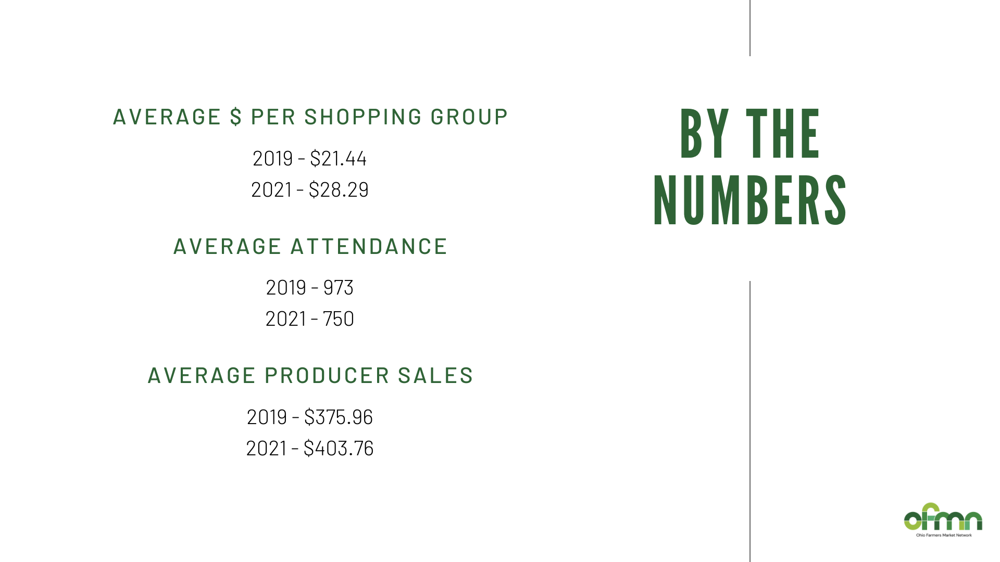 AVERAGE $ PER SHOPPING GROUP
2019 - $21.44
2021 - $28.29
AVERAGE ATTENDANCE
2019 - 973
2021 - 750
AVERAGE PRODUCER SALES
2019 - $375.96
2021 - $403.76
BY THE
NUMBERS
ofmn
Ohio Farmers Market Network